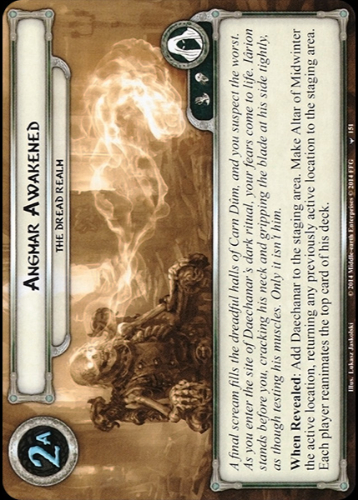 2A
Angmar Awakened
The Dread Realm
A final scream fills the dreadful halls of Carn Dûm, and you suspect the worst.
As you enter the site of Daechanar's dark ritual, your fears come to life. Iârion
stands before you, cracking his neck and gripping the blade at his side tightly,
as though testing his muscles. Only it isn't him.
When Revealed: Add Daechanar to the staging area. Make Altar of Midwinter
the active location, returning any previously active location to the staging area.
Each player reanimates the top card of his deck.
Illus. Lukasz Jaskolski © 2014 Middle-earth Enterprises © 2014 FFG 151